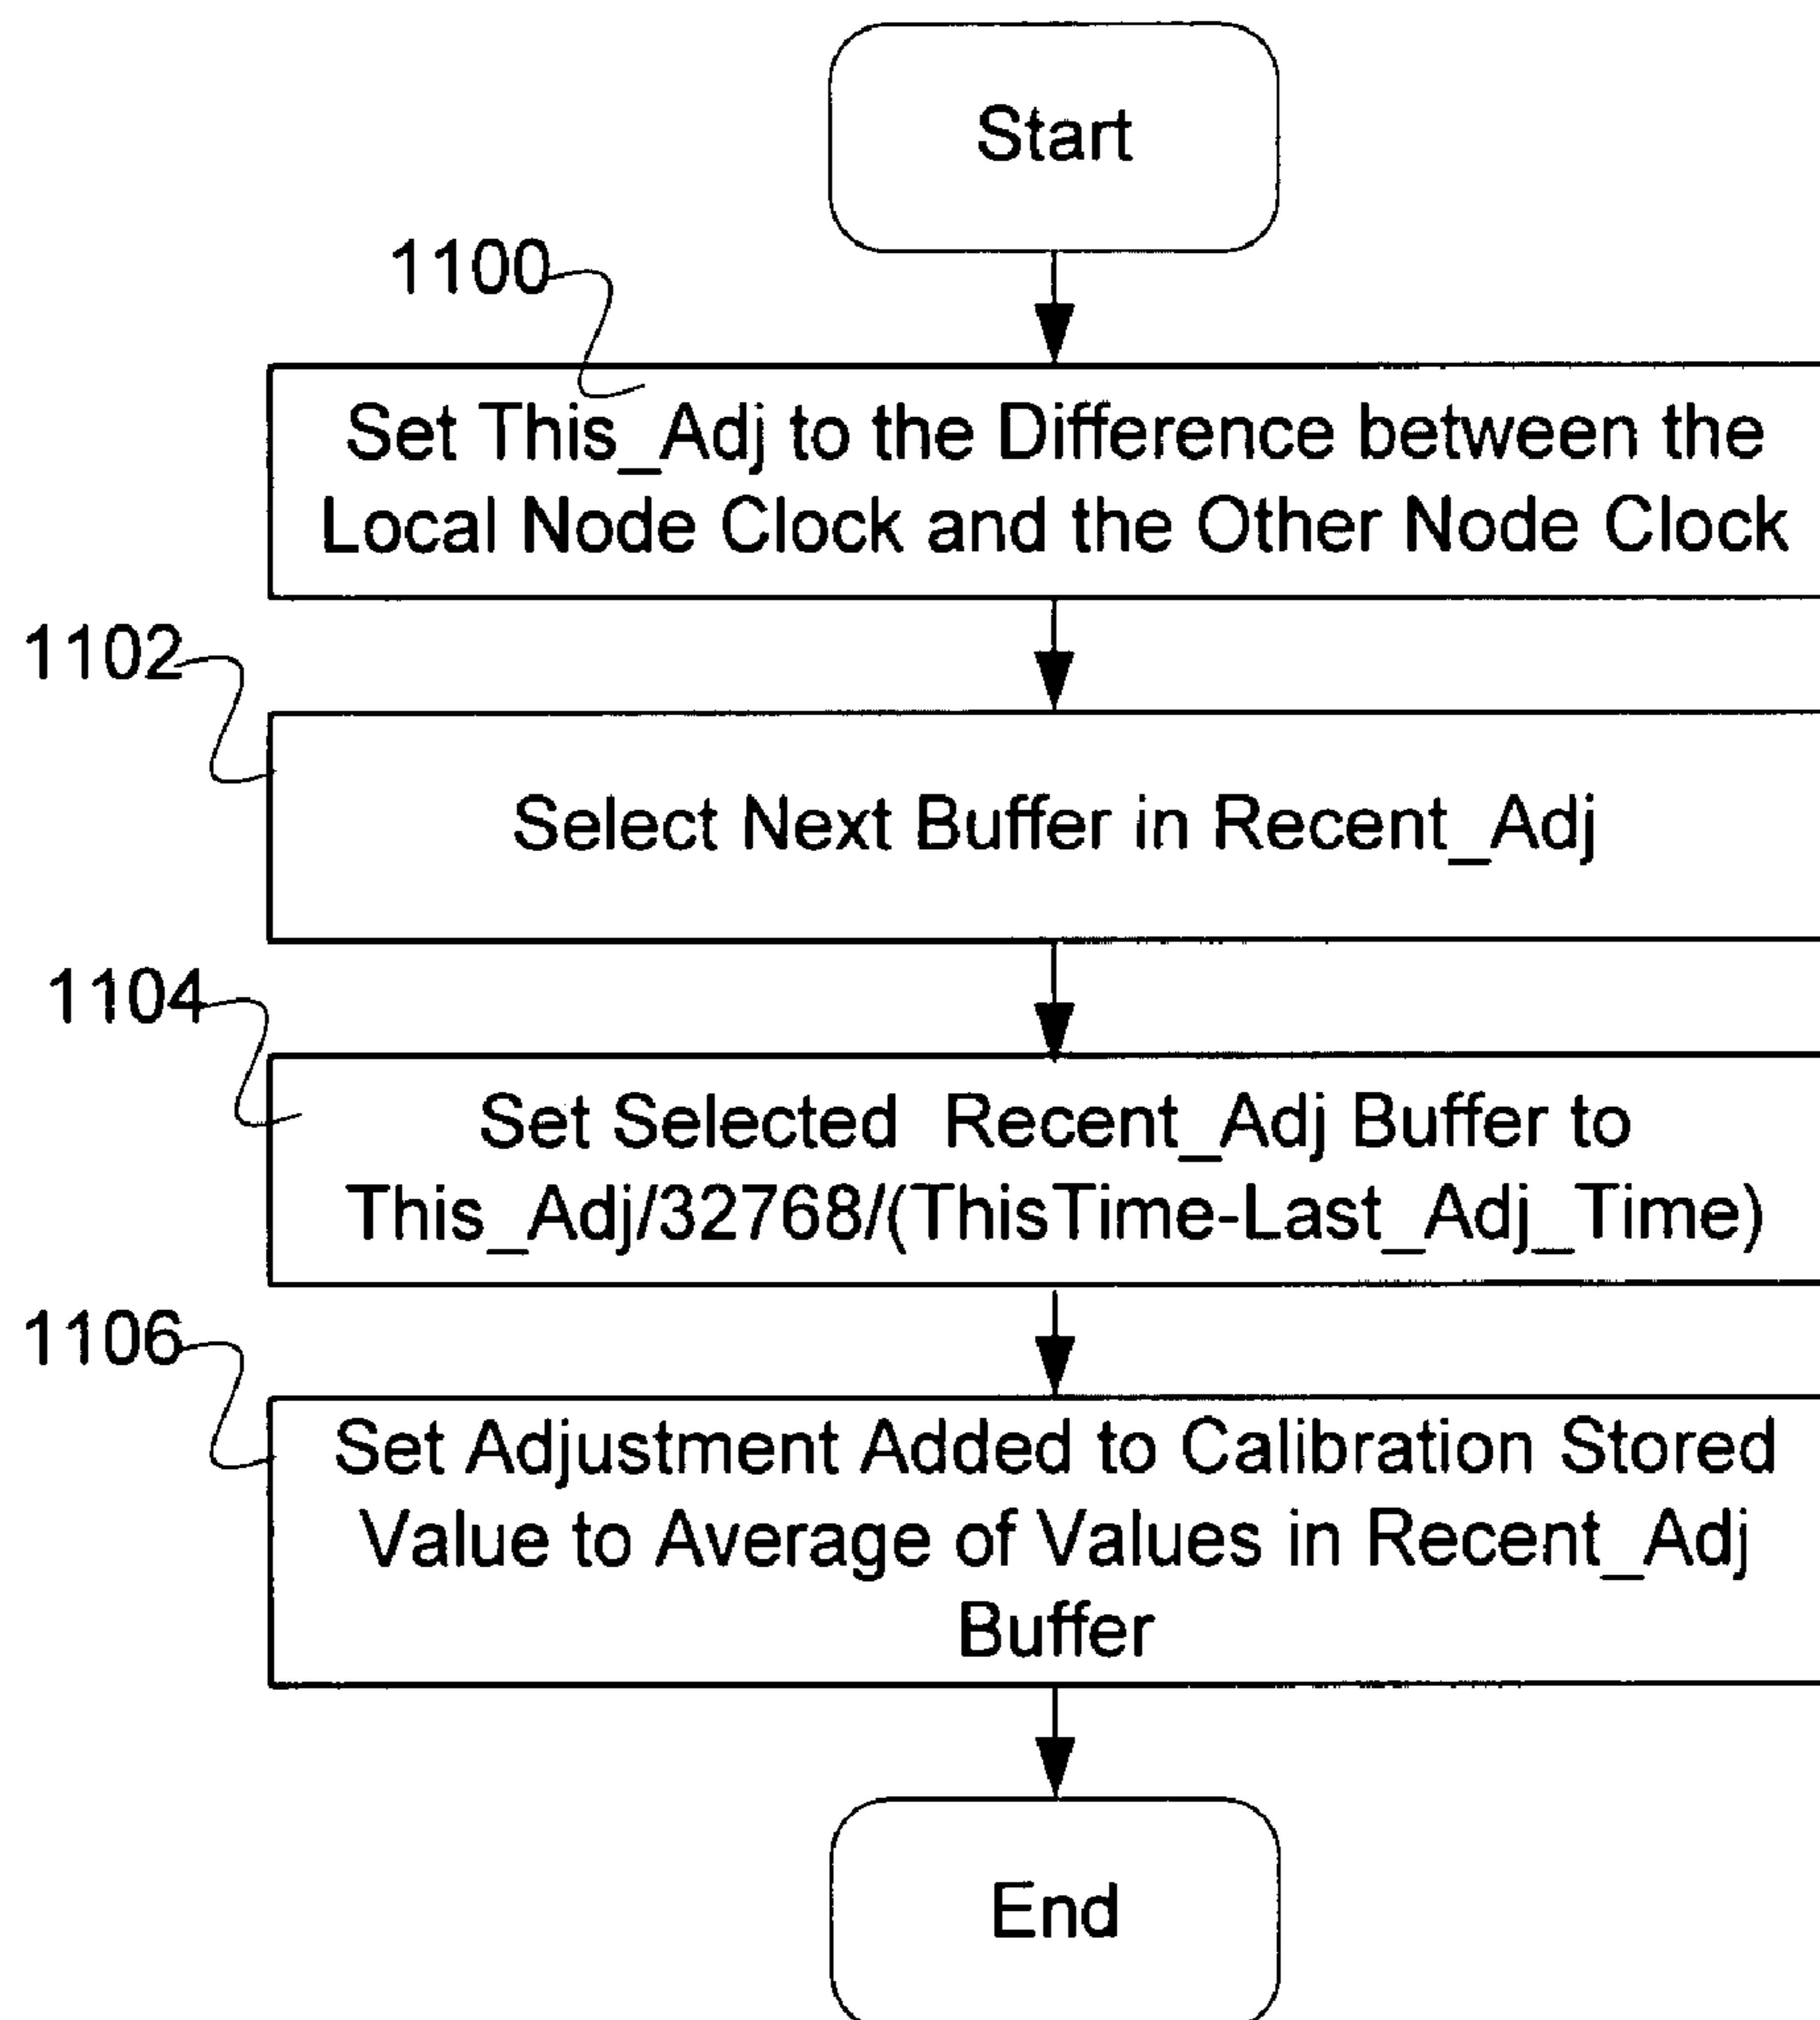 Start
1100
Set This_Adj to the Difference between the
Local Node Clock and the Other Node Clock
1102
Select Next Buffer in Recent_Adj
1104
Set Selected Recent_Adj Buffer to
This_Adj/32768/(ThisTime-Last_Adj_Time)
1106
Set Adjustment Added to Calibration Stored
Value to Average of Values in Recent_Adj
Buffer
End